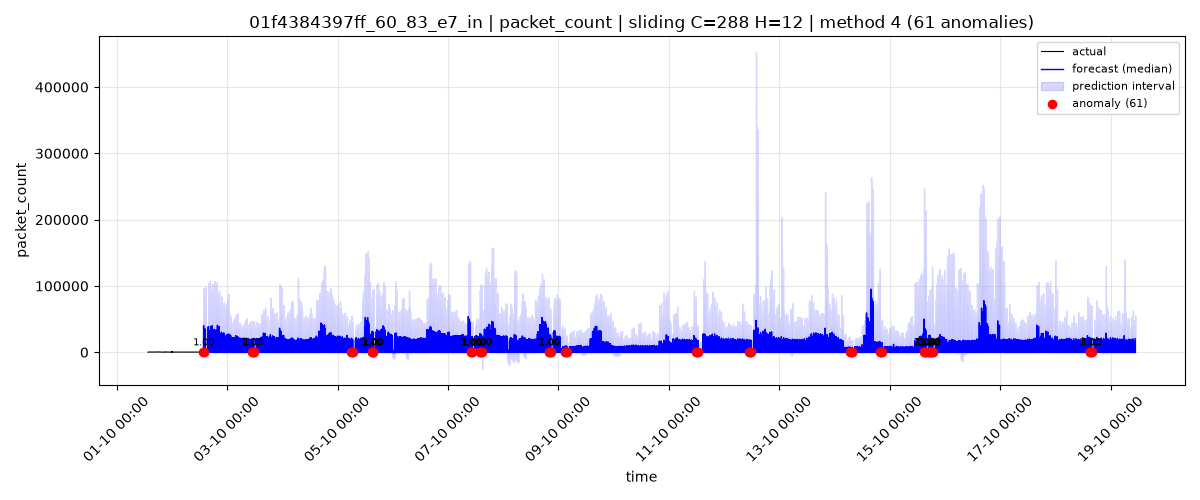 01f4384397ff_60_83_e7_in | packet_count | sliding C=288 H=12 | method 4 (61 anomalies)
actual
forecast (median)
prediction interval
anomaly (61)
packet_count
400000
300000
200000
100000
0
1.00
1.00
1.00
01-10 00:00
03-10 00:00
05-10 00:00
07-10 00:00
09-10 00:00
11-10 00:00
13-10 00:00
15-10 00:00
17-10 00:00
19-10 00:00
time